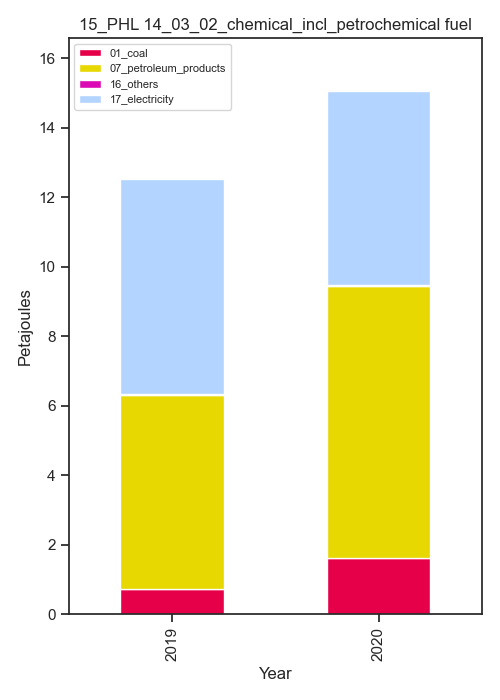 15_PHL 14_03_02_chemical_incl_petrochemical fuel
01_coal
07_petroleum_products
16_others
17_electricity
16
14
12
10
8
6
4
2
0
Petajoules
2019
2020
Year